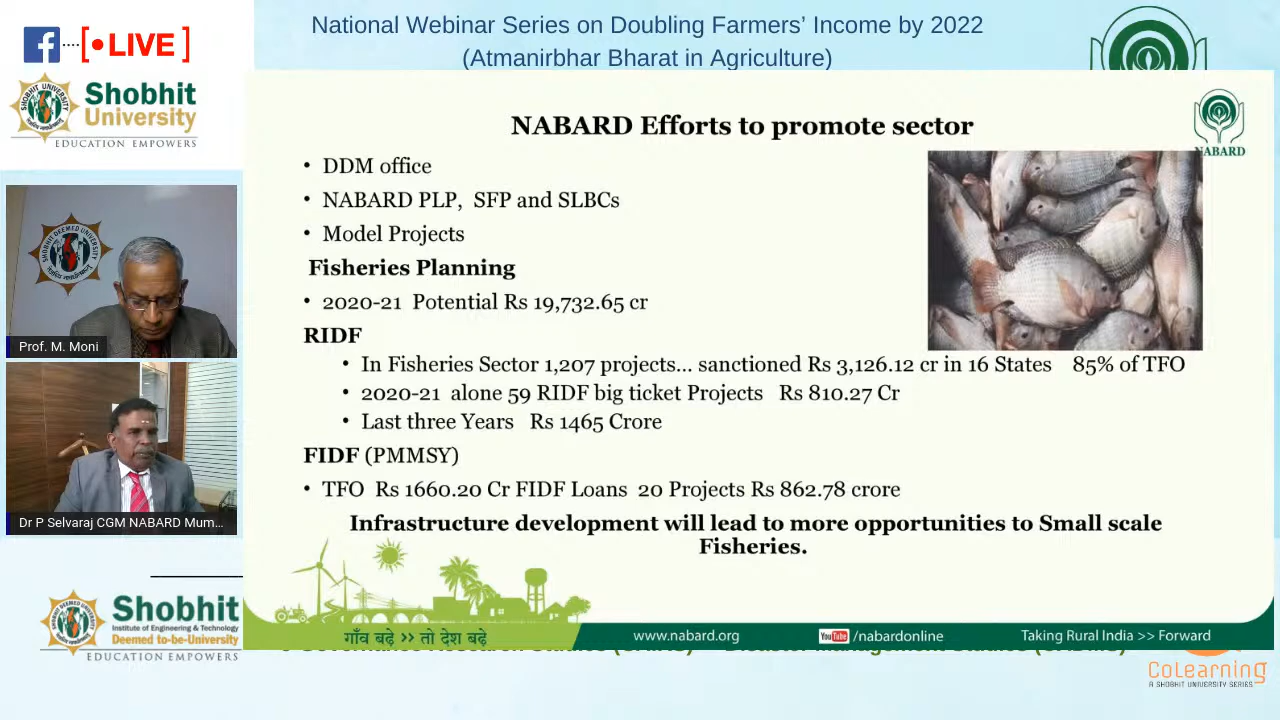 National Webinar Series on Doubling Farmers’ Income by 2022
(Atmanirbhar Bharat in Agriculture)
f
LIVE
Shobhit
University
EDUCATION EMPOWERS
NABARD
NABARD Efforts to promote sector
• DDM office
• NABARD PLP, SFP and SLBCs
• Model Projects
Fisheries Planning
• 2020-21 Potential Rs 19,732.65 cr
RIDF
• In Fisheries Sector 1,207 projects... sanctioned Rs 3,126.12 cr in 16 States 85% of TFO
• 2020-21 alone 59 RIDF big ticket Projects Rs 810.27 Cr
• Last three Years Rs 1465 Crore
FIDF (PMMSY)
• TFO Rs 1660.20 Cr FIDF Loans 20 Projects Rs 862.78 crore
Infrastructure development will lead to more opportunities to Small scale
Fisheries.
SHOBHIT DEEMED UNIVERSITY
Prof. M. Moni
Dr P Selvaraj CGM NABARD Mum...
Shobhit
Institute of Engineering & Technology
Deemed to-be-University
EDUCATION EMPOWERS
गाँव बढ़े >> तो देश बढ़े
www.nabard.org
YouTube /nabardonline
Taking Rural India >> Forward
CoLearning
A SHOBHIT UNIVERSITY SERIES